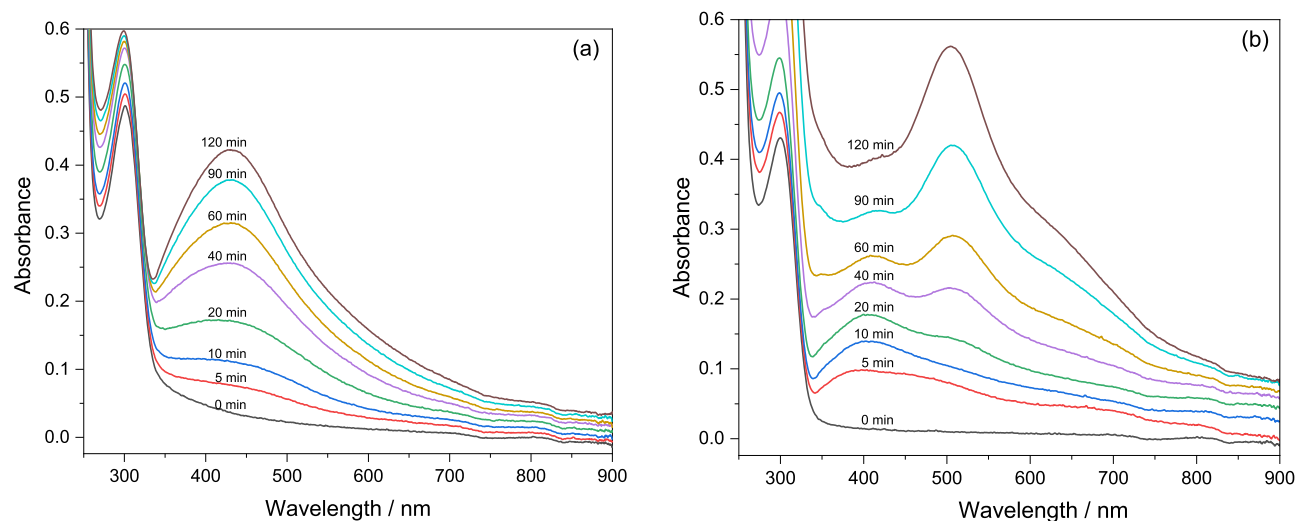 (a)
0.6
0.5
0.4
0.3
0.2
0.1
0.0
Absorbance
120 min
90 min
60 min
40 min
20 min
10 min
5 min
0 min
300 400 500 600 700 800 900
Wavelength / nm
(b)
0.6
0.5
0.4
0.3
0.2
0.1
0.0
Absorbance
120 min
90 min
60 min
40 min
20 min
10 min
5 min
0 min
300 400 500 600 700 800 900
Wavelength / nm